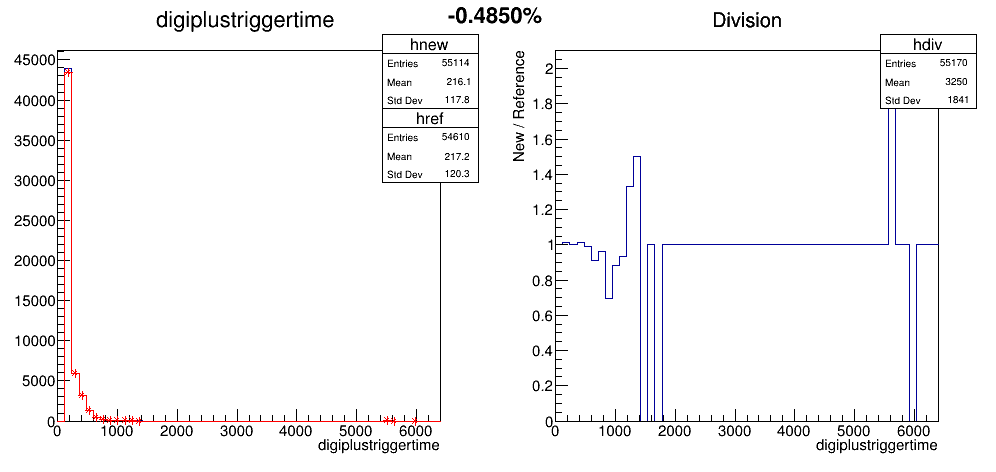 digiplustriggertime
-0.4850%
Division
hnew
Entries 55114
Mean 216.1
Std Dev 117.8
href
Entries 54610
Mean 217.2
Std Dev 120.3
45000
40000
35000
30000
25000
20000
15000
10000
5000
0
0 1000 2000 3000 4000 5000 6000
digiplustriggertime
hdiv
Entries 55170
Mean 3250
Std Dev 1841
New / Reference
2
1.8
1.6
1.4
1.2
1
0.8
0.6
0.4
0.2
0
0 1000 2000 3000 4000 5000 6000
digiplustriggertime